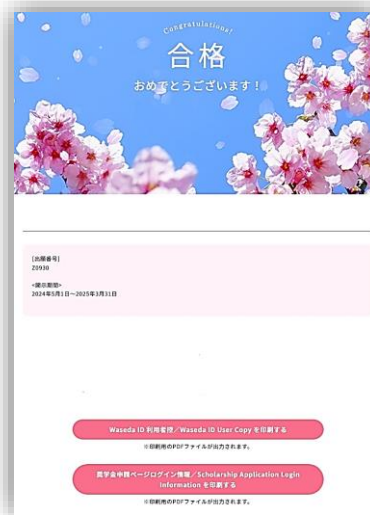 Congratulations!
合格
おめでとうございます!
[出願番号]
Z0930
<開示期間>
2024年5月1日~2025年3月31日
Waseda ID 利用者控/Waseda ID User Copy を印刷する
※印刷用のPDFファイルが出力されます。
奨学金申請ページログイン情報/Scholarship Application Login
Information を印刷する
※印刷用のPDFファイルが出力されます。